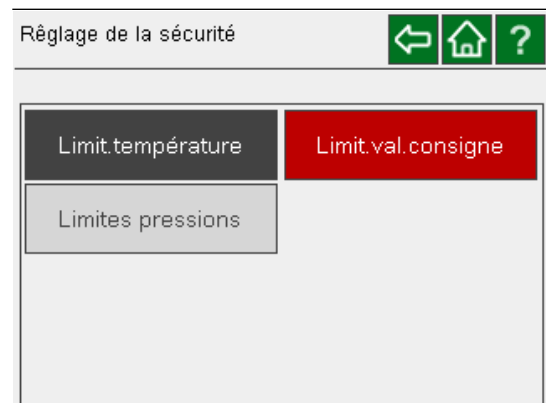 Rêglage de la sécurité
?
Limit.température
Limit.val.consigne
Limites pressions